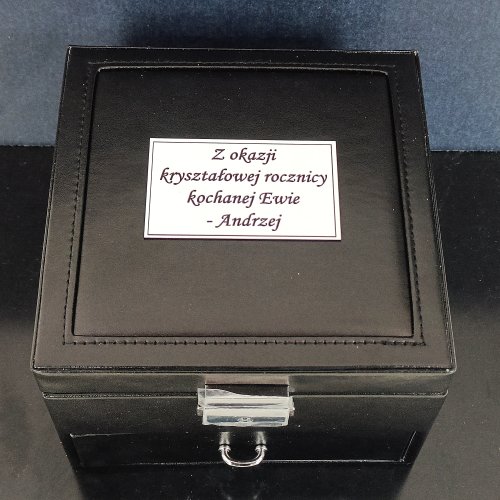 Z okazji
kryształowej rocznicy
kochanej Ewie
- Andrzej